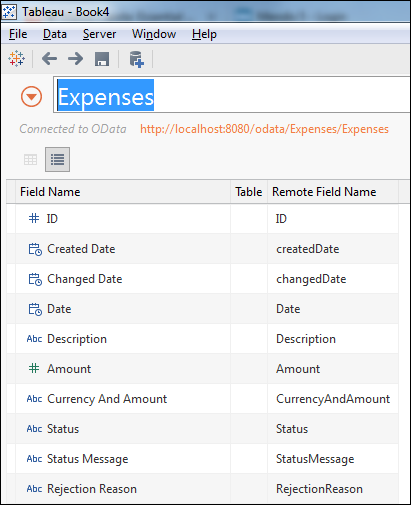 Tableau - Book4
File Data Server Window Help
Expenses
Connected to OData http://localhost:8080/odata/Expenses/Expenses
Field Name Table Remote Field Name
# ID ID
Created Date createdDate
Changed Date changedDate
Date Date
Abc Description Description
# Amount Amount
Abc Currency And Amount CurrencyAndAmount
Abc Status Status
Abc Status Message StatusMessage
Abc Rejection Reason RejectionReason